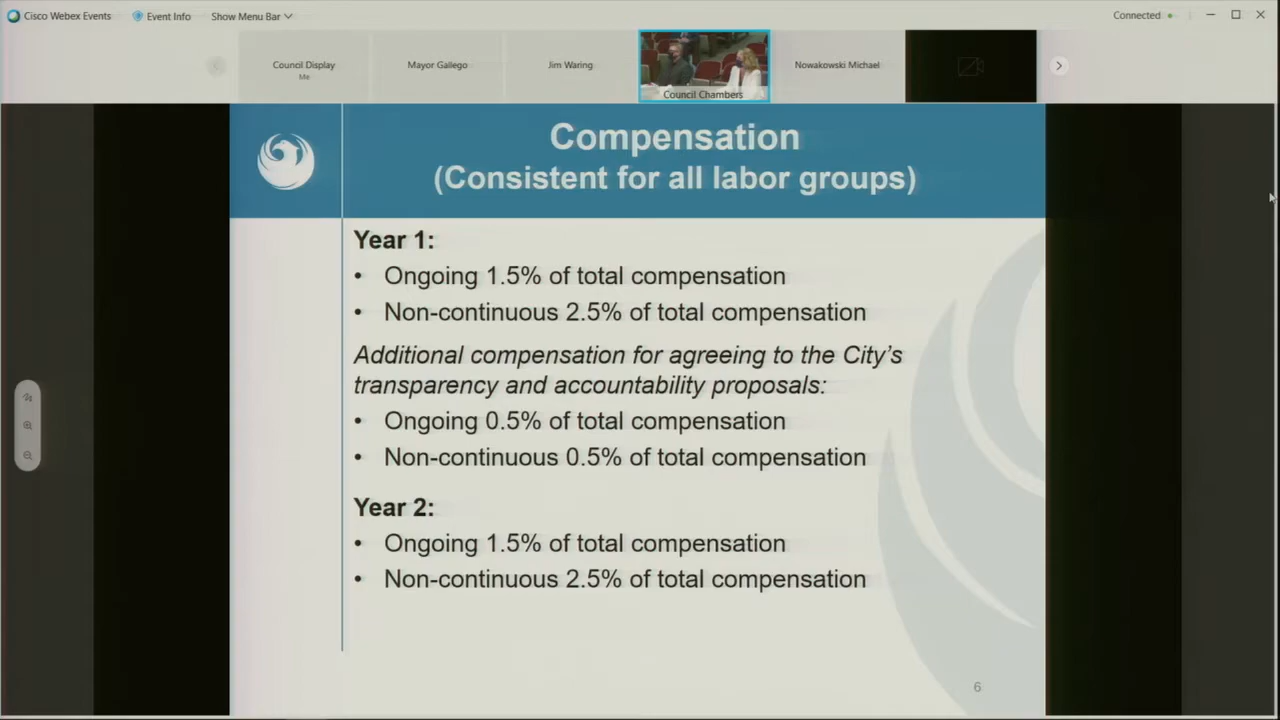 Cisco Webex Events
Event Info
Show Menu Bar
Connected
Council Display
Me
Mayor Gallego
Jim Waring
Council Chambers
Nowakowski Michael
Compensation
(Consistent for all labor groups)
Year 1:
• Ongoing 1.5% of total compensation
• Non-continuous 2.5% of total compensation
Additional compensation for agreeing to the City's
transparency and accountability proposals:
• Ongoing 0.5% of total compensation
• Non-continuous 0.5% of total compensation
Year 2:
• Ongoing 1.5% of total compensation
• Non-continuous 2.5% of total compensation
6